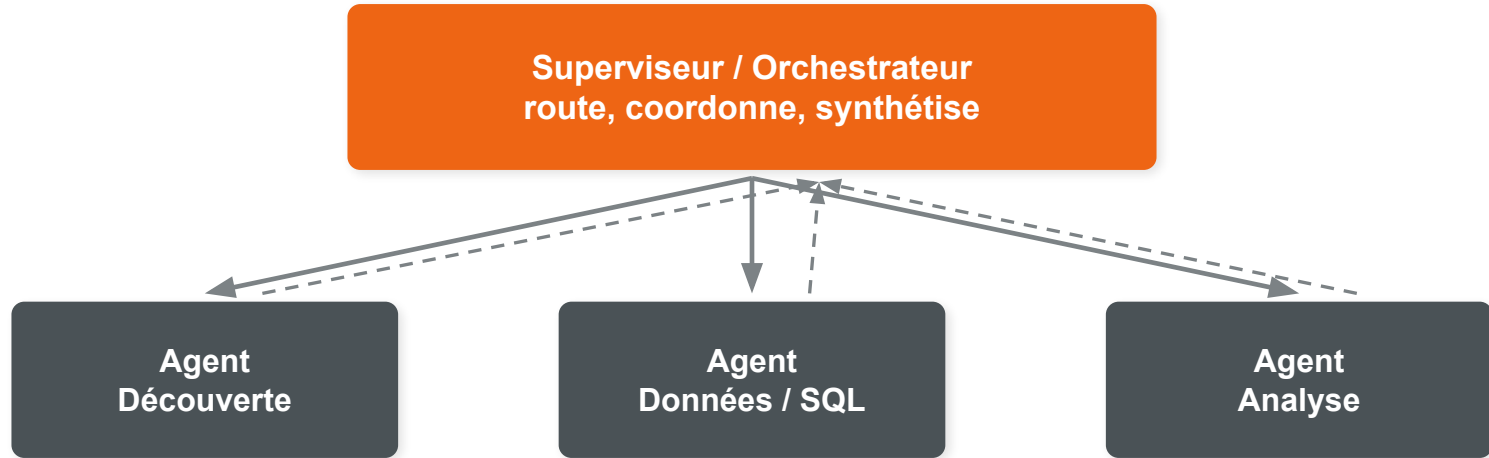 Superviseur / Orchestrateur
route, coordonne, synthétise
Agent
Découverte
Agent
Données / SQL
Agent
Analyse